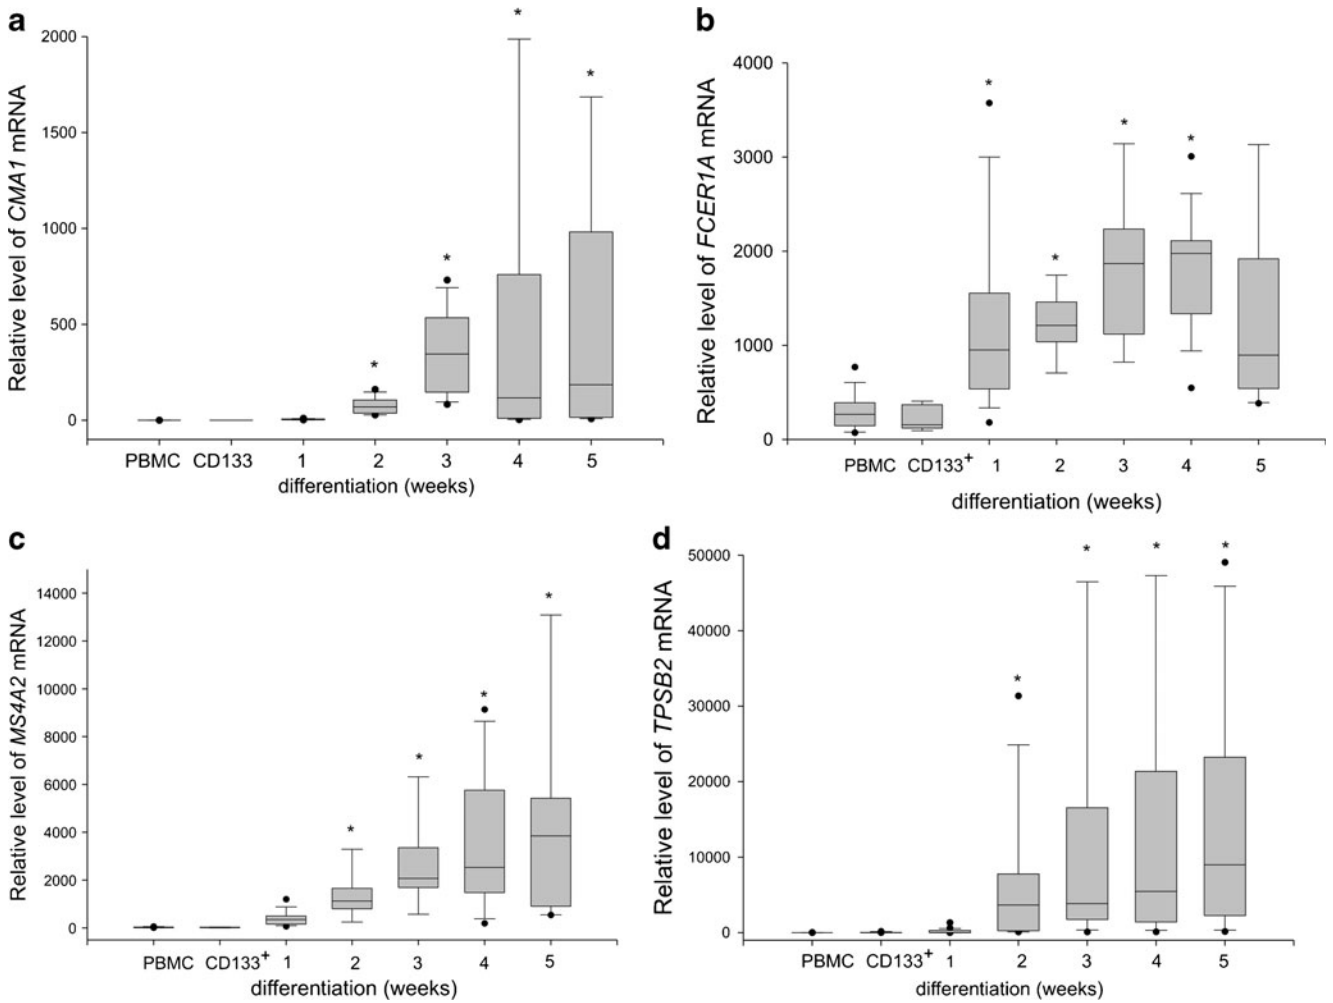 a
Relative level of CMA1 mRNA
2000
1500
1000
500
0
*
*
*
*
PBMC CD133 1 2 3 4 5
differentiation (weeks)
b
Relative level of FCER1A mRNA
4000
3000
2000
1000
0
*
*
*
*
PBMC CD133+ 1 2 3 4 5
differentiation (weeks)
c
Relative level of MS4A2 mRNA
14000
12000
10000
8000
6000
4000
2000
0
*
*
*
*
PBMC CD133+ 1 2 3 4 5
differentiation (weeks)
d
Relative level of TPSB2 mRNA
50000
40000
30000
20000
10000
0
*
*
*
*
PBMC CD133+ 1 2 3 4 5
differentiation (weeks)